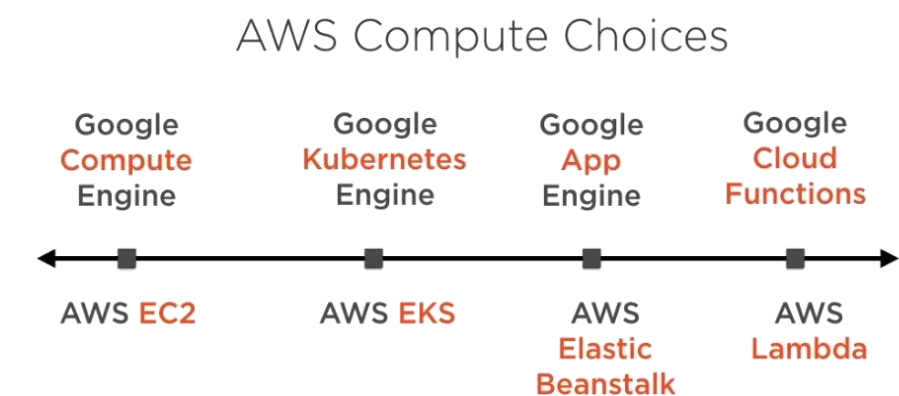 AWS Compute Choices
Google
Compute
Engine
Google
Kubernetes
Engine
Google
App
Engine
Google
Cloud
Functions
AWS EC2
AWS EKS
AWS
Elastic
Beanstalk
AWS
Lambda